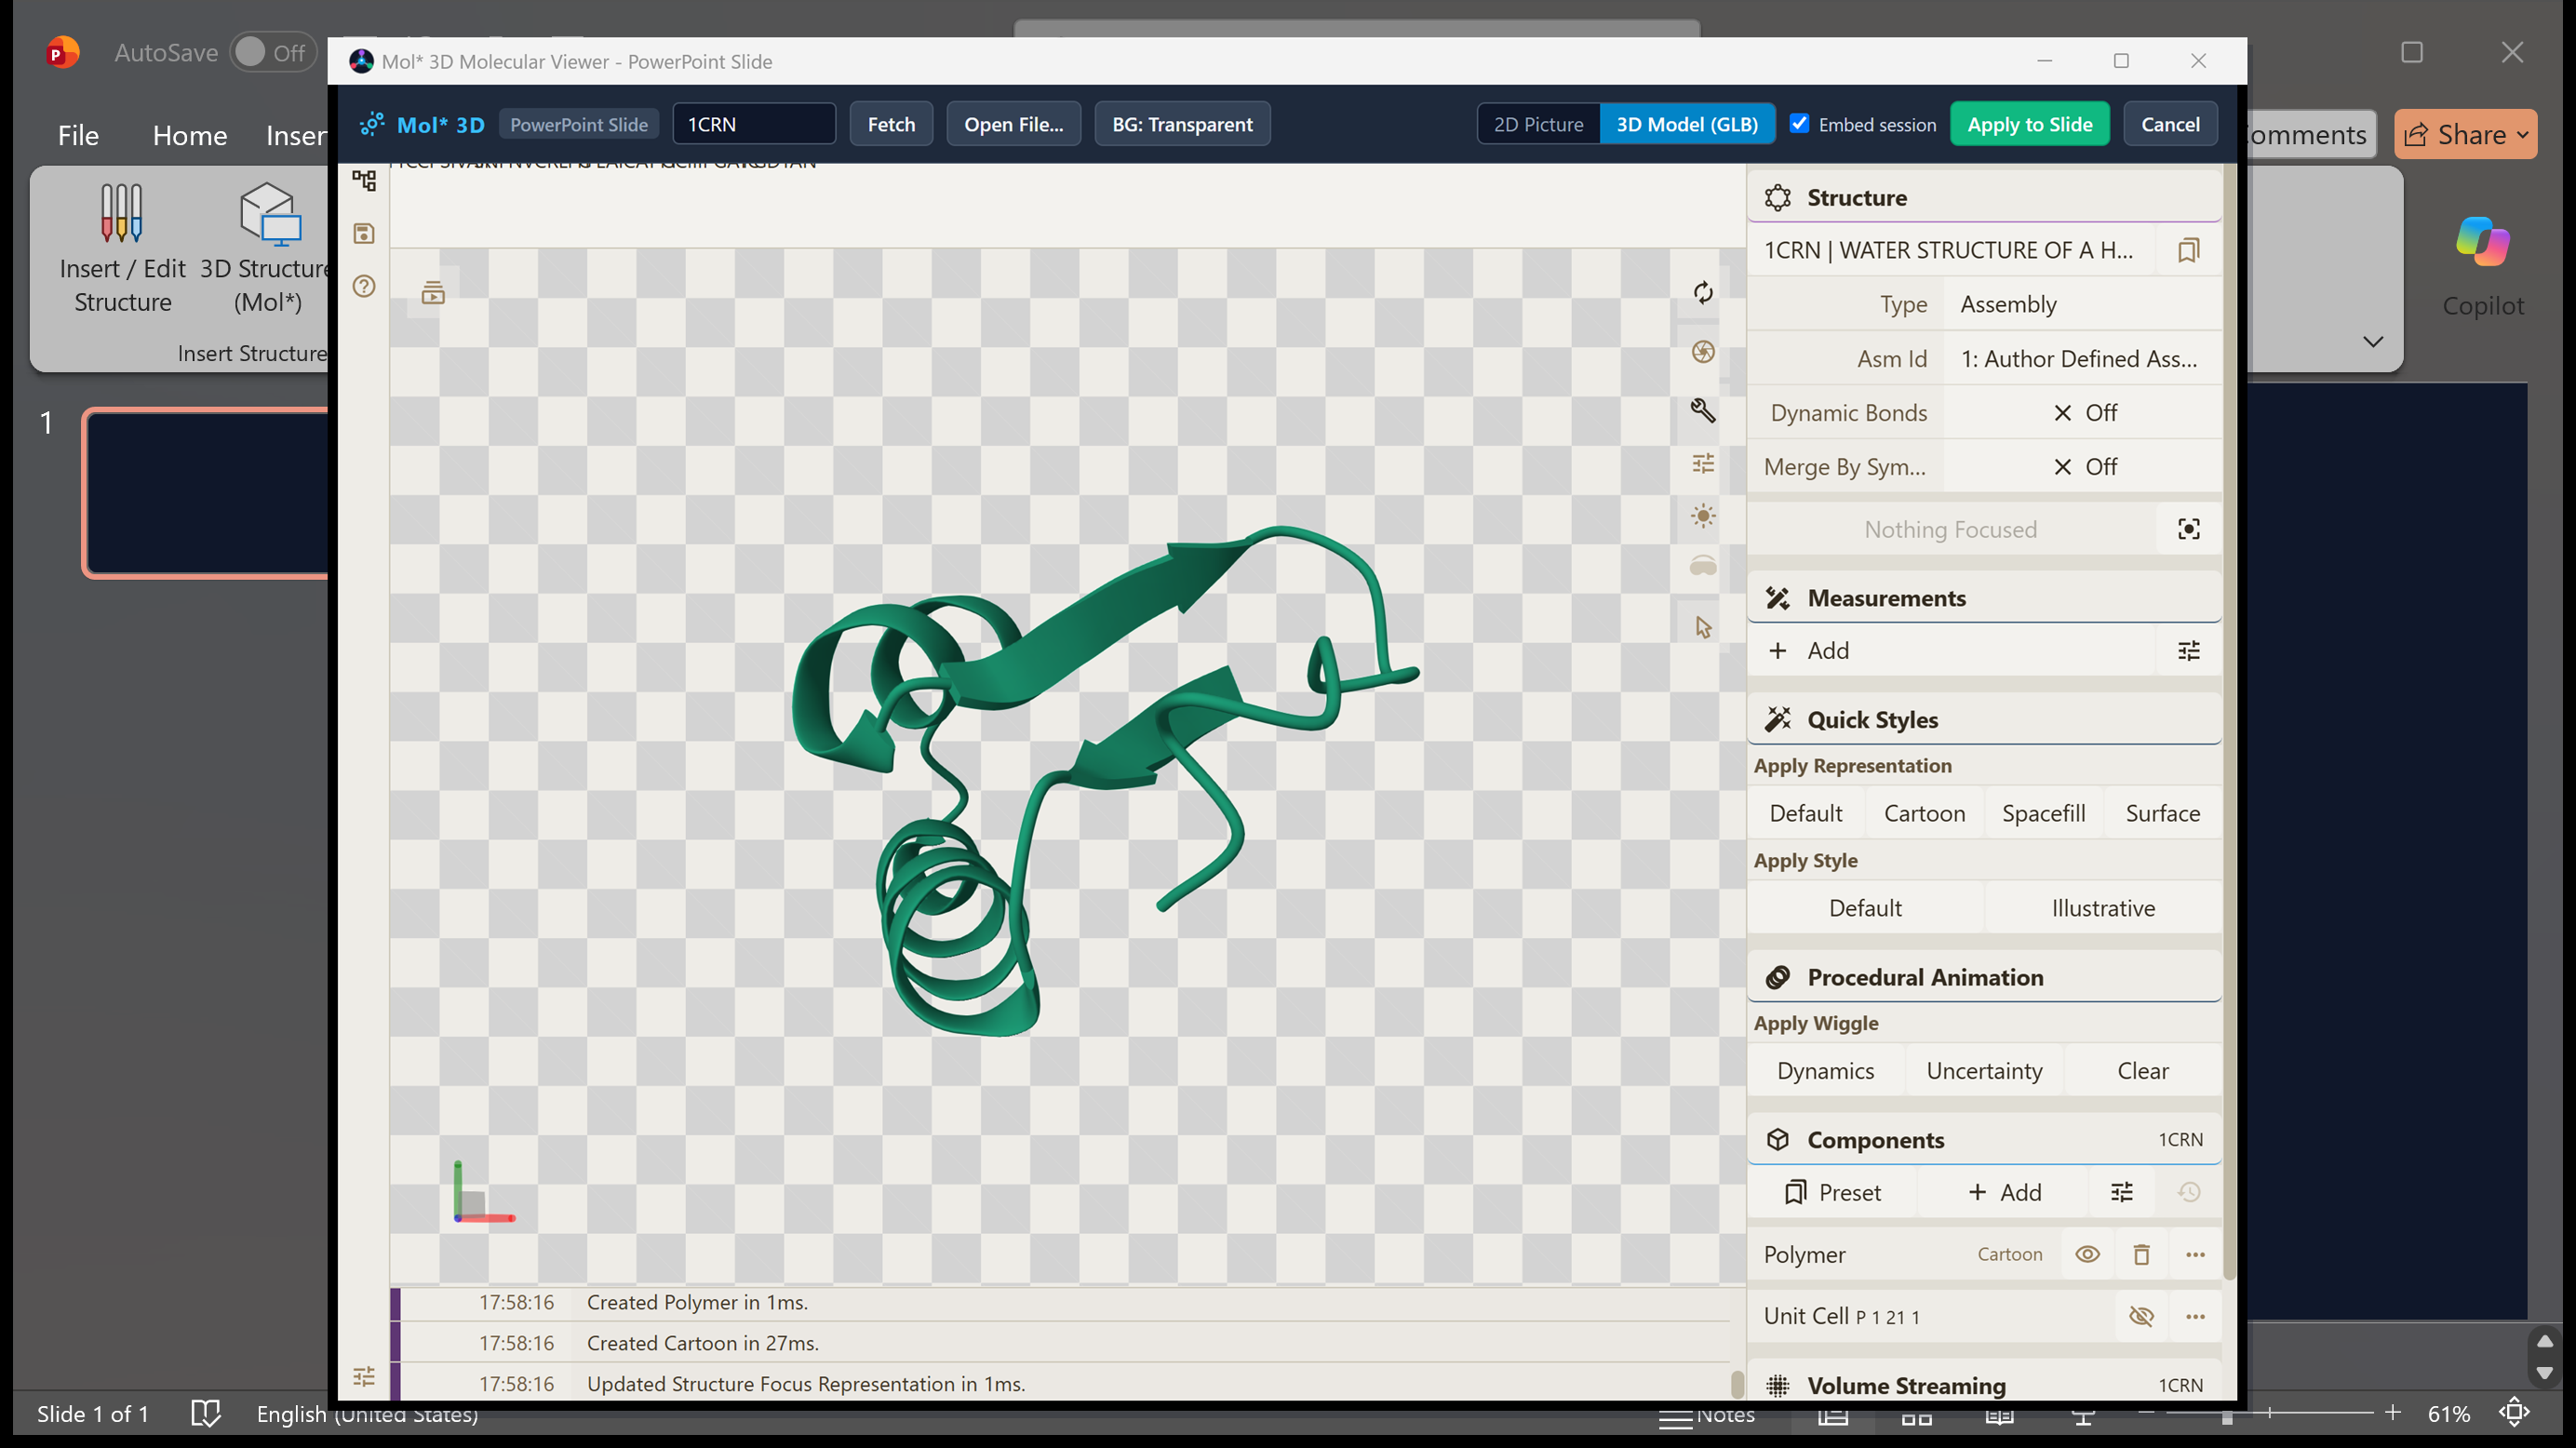 AutoSave Off
Mol* 3D Molecular Viewer - PowerPoint Slide
Mol* 3D PowerPoint Slide 1CRN Fetch Open File... BG: Transparent 2D Picture 3D Model (GLB) Embed session Apply to Slide Cancel
File Home Inser
omments Share
Insert / Edit Structure
3D Structure (Mol*)
Insert Structure
Copilot
1
Structure
1CRN | WATER STRUCTURE OF A H...
Type Assembly
Asm Id 1: Author Defined Ass...
Dynamic Bonds Off
Merge By Sym... Off
Nothing Focused
Measurements
Add
Quick Styles
Apply Representation
Default Cartoon Spacefill Surface
Apply Style
Default Illustrative
Procedural Animation
Apply Wiggle
Dynamics Uncertainty Clear
Components 1CRN
Preset Add
Polymer Cartoon
Unit Cell P 1 21 1
Volume Streaming 1CRN
17:58:16 Created Polymer in 1ms.
17:58:16 Created Cartoon in 27ms.
17:58:16 Updated Structure Focus Representation in 1ms.
Slide 1 of 1 English (United States) Notes 61%